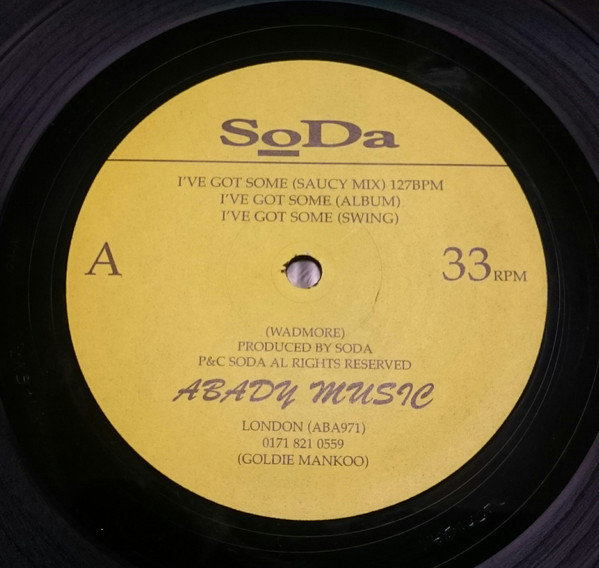 SoDa
I'VE GOT SOME (SAUCY MIX) 127BPM
I'VE GOT SOME (ALBUM)
I'VE GOT SOME (SWING)
A
33RPM
(WADMORE)
PRODUCED BY SODA
P&C SODA AL RIGHTS RESERVED
ABADY MUSIC
LONDON (ABA971)
0171 821 0559
(GOLDIE MANKOO)